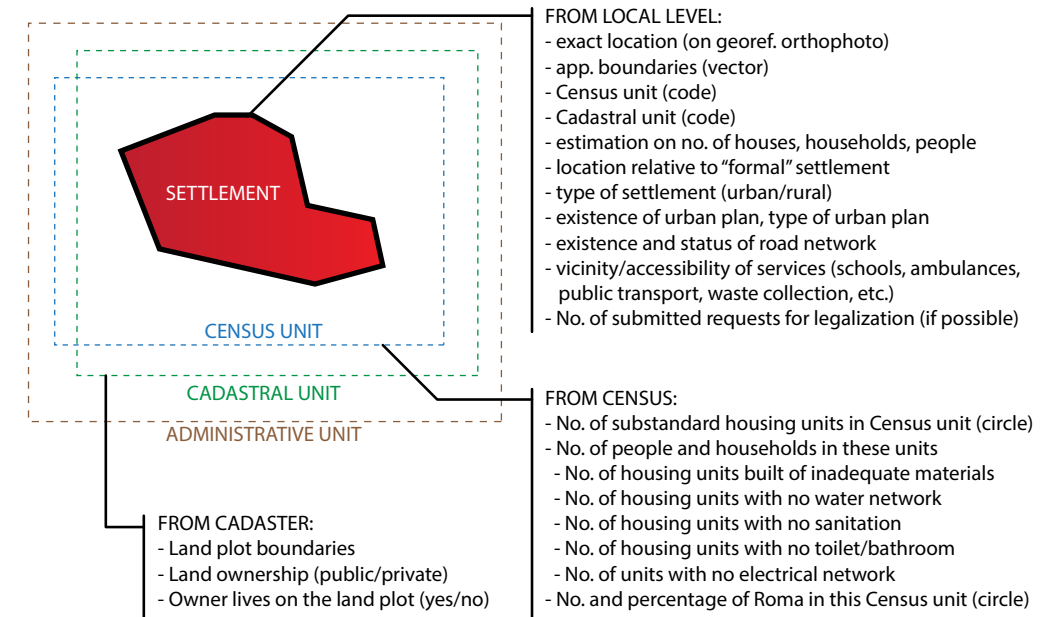 SETTLEMENT
CENSUS UNIT
CADASTRAL UNIT
ADMINISTRATIVE UNIT
FROM LOCAL LEVEL:
- exact location (on georef. orthophoto)
- app. boundaries (vector)
- Census unit (code)
- Cadastral unit (code)
- estimation on no. of houses, households, people
- location relative to “formal” settlement
- type of settlement (urban/rural)
- existence of urban plan, type of urban plan
- existence and status of road network
- vicinity/accessibility of services (schools, ambulances,
public transport, waste collection, etc.)
- No. of submitted requests for legalization (if possible)
FROM CENSUS:
- No. of substandard housing units in Census unit (circle)
- No. of people and households in these units
- No. of housing units built of inadequate materials
- No. of housing units with no water network
- No. of housing units with no sanitation
- No. of housing units with no toilet/bathroom
- No. of units with no electrical network
- No. and percentage of Roma in this Census unit (circle)
FROM CADASTER:
- Land plot boundaries
- Land ownership (public/private)
- Owner lives on the land plot (yes/no)